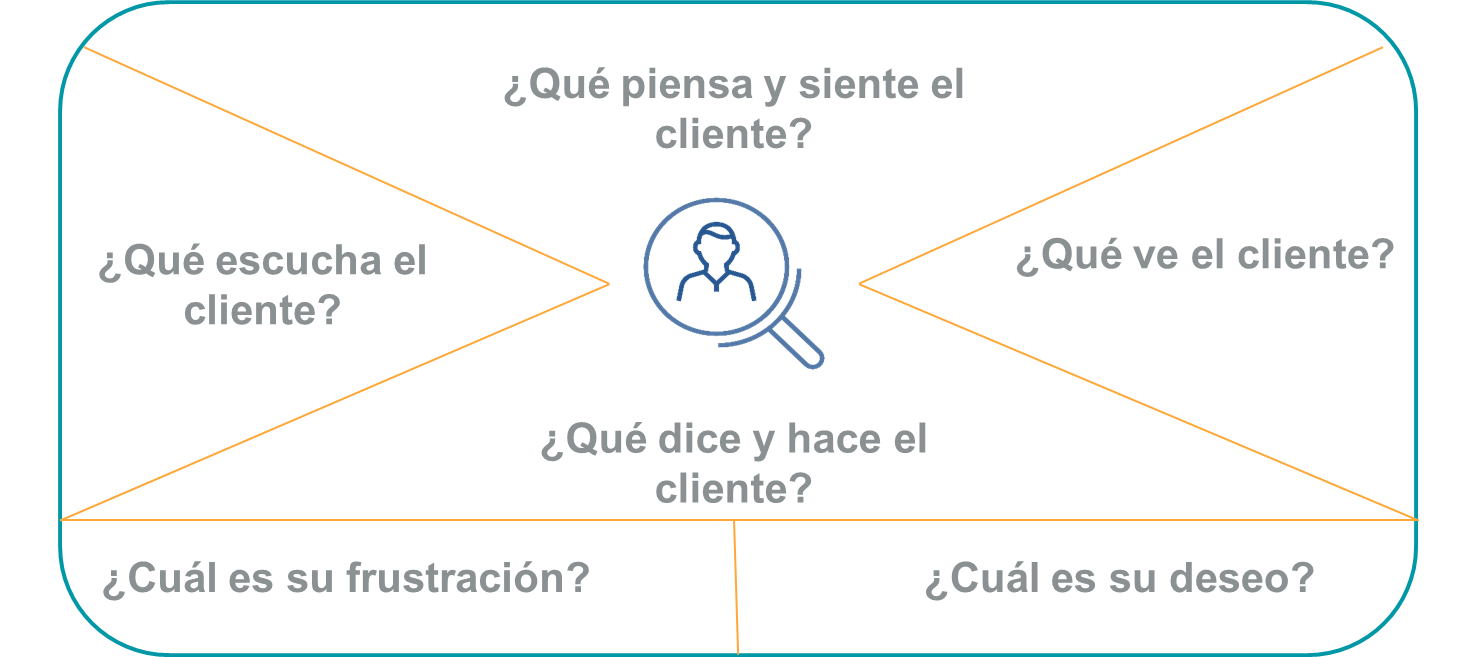 ¿Qué piensa y siente el
cliente?
¿Qué escucha el
cliente?
¿Qué ve el cliente?
¿Qué dice y hace el
cliente?
¿Cuál es su frustración?
¿Cuál es su deseo?